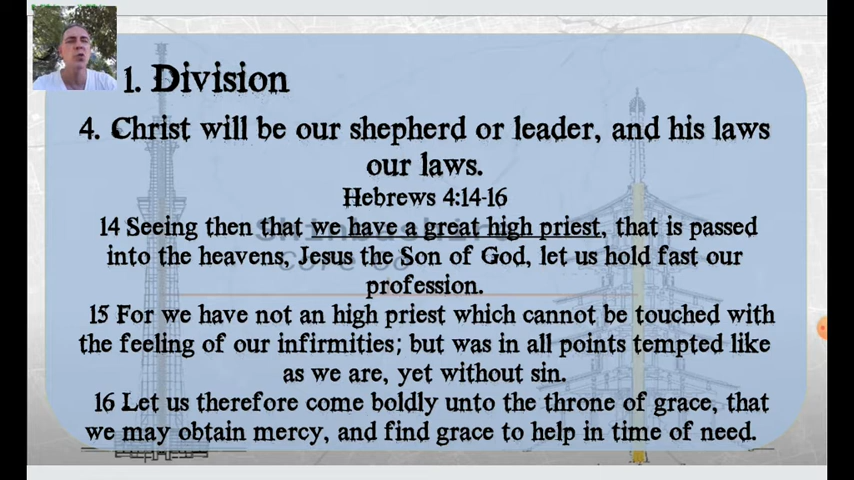 1. Division
4. Christ will be our shepherd or leader, and his laws
our laws.
Hebrews 4:14-16
14 Seeing then that we have a great high priest, that is passed
into the heavens, Jesus the Son of God, let us hold fast our
profession.
15 For we have not an high priest which cannot be touched with
the feeling of our infirmities; but was in all points tempted like
as we are, yet without sin.
16 Let us therefore come boldly unto the throne of grace, that
we may obtain mercy, and find grace to help in time of need.